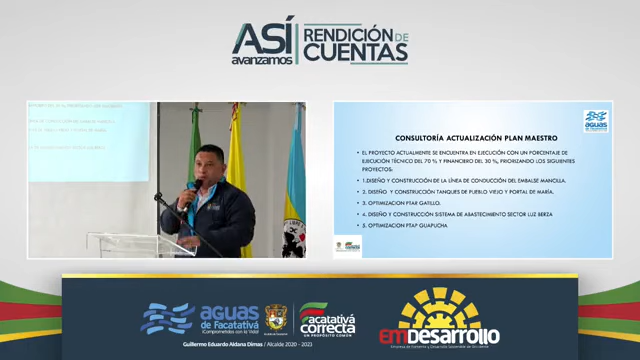 ASÍ
avanzamos
RENDICIÓN DE
CUENTAS
aguas
de Facatativá
CONSULTORÍA ACTUALIZACIÓN PLAN MAESTRO
• EL PROYECTO ACTUALMENTE SE ENCUENTRA EN EJECUCIÓN CON UN PORCENTAJE DE
EJECUCIÓN TÉCNICO DEL 70 % Y FINANCIERO DEL 30 %, PRIORIZANDO LOS SIGUIENTES
PROYECTOS:
• 1.DISEÑO Y CONSTRUCCIÓN DE LA LÍNEA DE CONDUCCIÓN DEL EMBALSE MANCILLA.
• 2. DISEÑO Y CONSTRUCCIÓN TANQUES DE PUEBLO VIEJO Y PORTAL DE MARÍA.
• 3. OPTIMIZACION PTAR GATILLO.
• 4. DISEÑO Y CONSTRUCCIÓN SISTEMA DE ABASTECIMIENTO SECTOR LUZ BERZA
• 5. OPTIMIZACION PTAP GUAPUCHA
aguas
de Facatativá
¡Comprometidos con la Vida!
Facatativá
correcta
UN PROPÓSITO COMÚN
Guillermo Eduardo Aldana Dimas / Alcalde 2020 - 2023
EMDESARROLLO